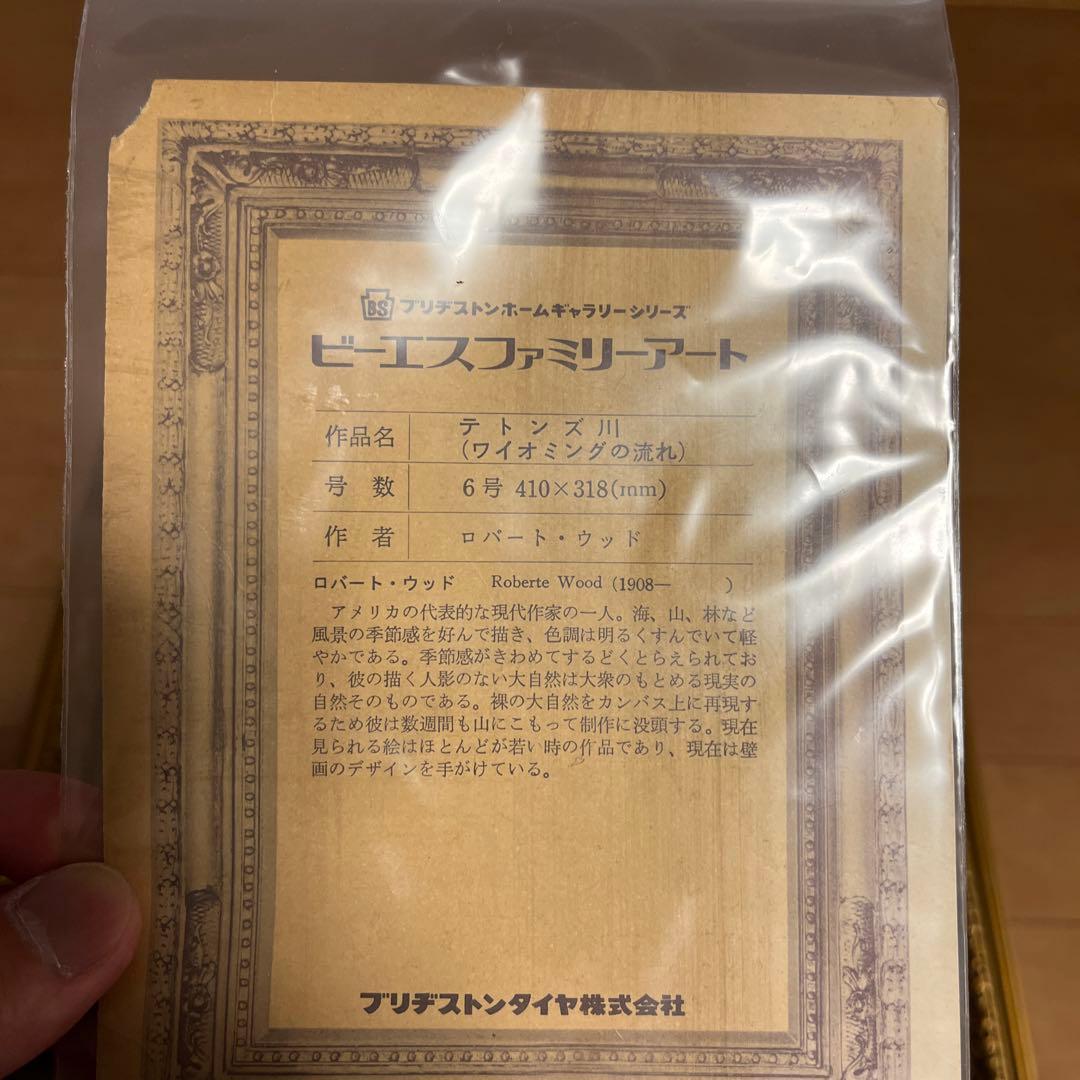 BS ブリヂストンホームギャラリーシリーズ
ビーエスファミリーアート
作品名 テトンズ川
(ワイオミングの流れ)
号数 6号 410×318(mm)
作者 ロバート・ウッド
ロバート・ウッド Roberte Wood (1908— )
アメリカの代表的な現代作家の一人。海、山、林など
風景の季節感を好んで描き、色調は明るくすんでいて軽
やかである。季節感がきわめてするどくとらえられてお
り、彼の描く人影のない大自然は大衆のもとめる現実の
自然そのものである。裸の大自然をカンバス上に再現す
るため彼は数週間も山にこもって制作に没頭する。現在
見られる絵はほとんどが若い時の作品であり、現在は壁
画のデザインを手がけている。
ブリヂストンタイヤ株式会社